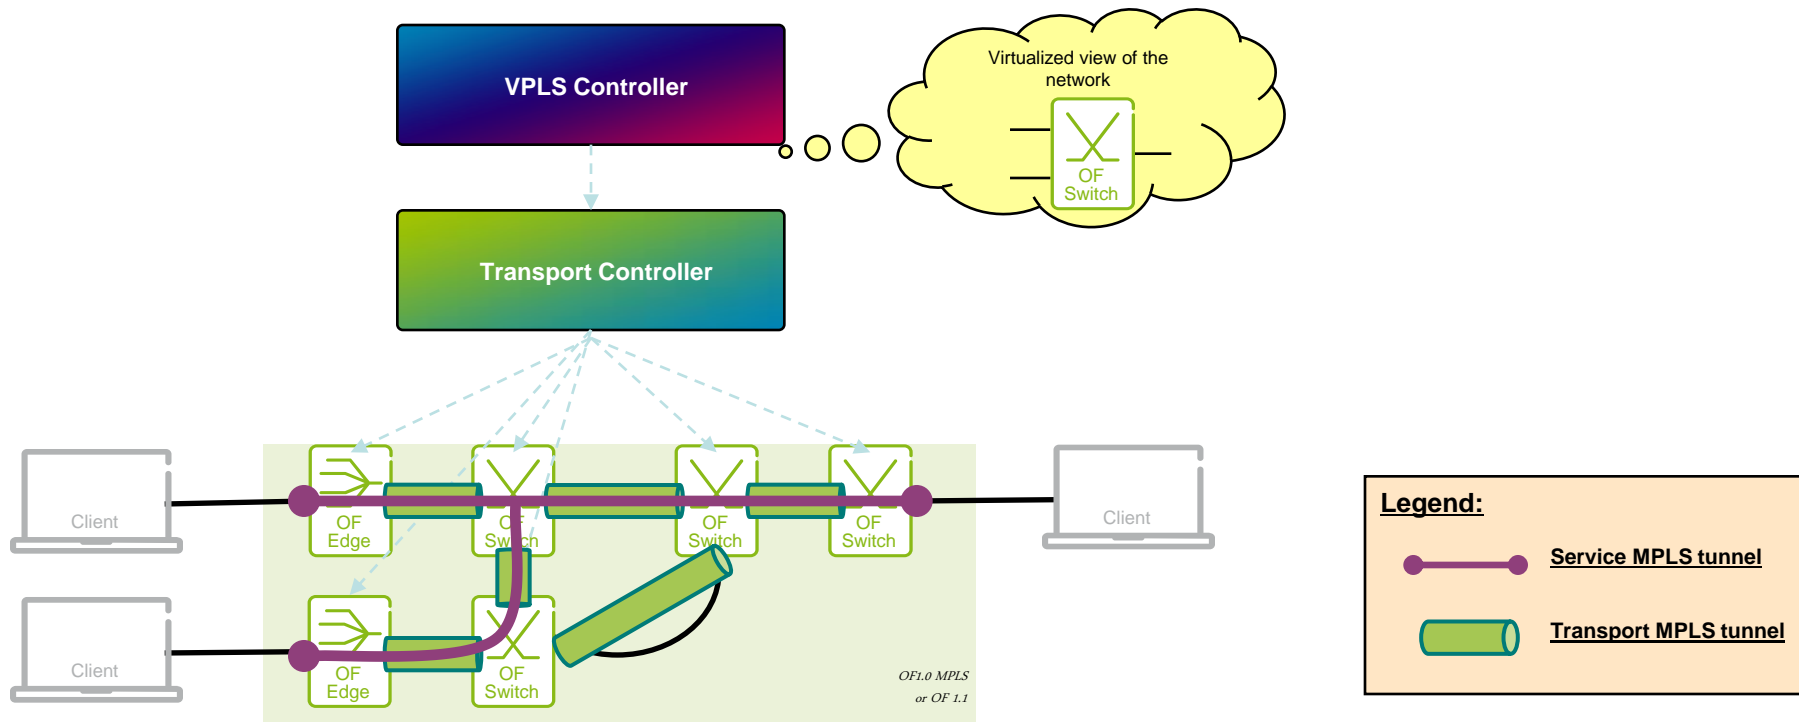 VPLS Controller
Virtualized view of the
network
OF
Switch
Transport Controller
Client
OF
Edge
OF
Switch
OF
Switch
OF
Switch
Client
Client
OF
Edge
OF
Switch
OF1.0 MPLS
or OF 1.1
Legend:
Service MPLS tunnel
Transport MPLS tunnel